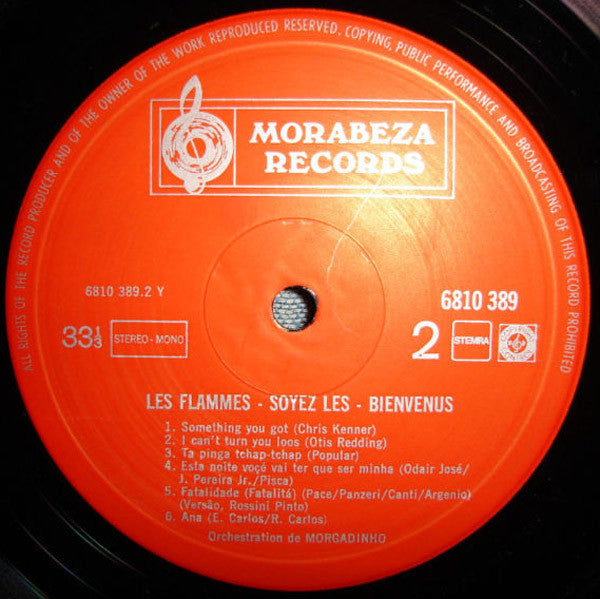 ALL RIGHTS OF THE RECORD PRODUCER AND OF THE OWNER OF THE WORK REPRODUCED RESERVED. COPYING, PUBLIC PERFORMANCE AND BROADCASTING OF THIS RECORD PROHIBITED
MORABEZA
RECORDS
6810 389.2 Y
6810 389
33⅓ STEREO - MONO
2 STEMRA
LES FLAMMES - SOYEZ LES - BIENVENUS
1. Something you got (Chris Kenner)
2. I can't turn you loos (Otis Redding)
3. Ta pinga tchap-tchap (Popular)
4. Esta noite voçé vai ter que ser minha (Odair José/
J. Pereira Jr./Pisca)
5. Fatalidade (Fatalitá) (Pace/Panzeri/Canti/Argenio)
(Versão, Rossini Pinto)
6. Ana (E. Carlos/R. Carlos)
Orchestration de MORGADINHO